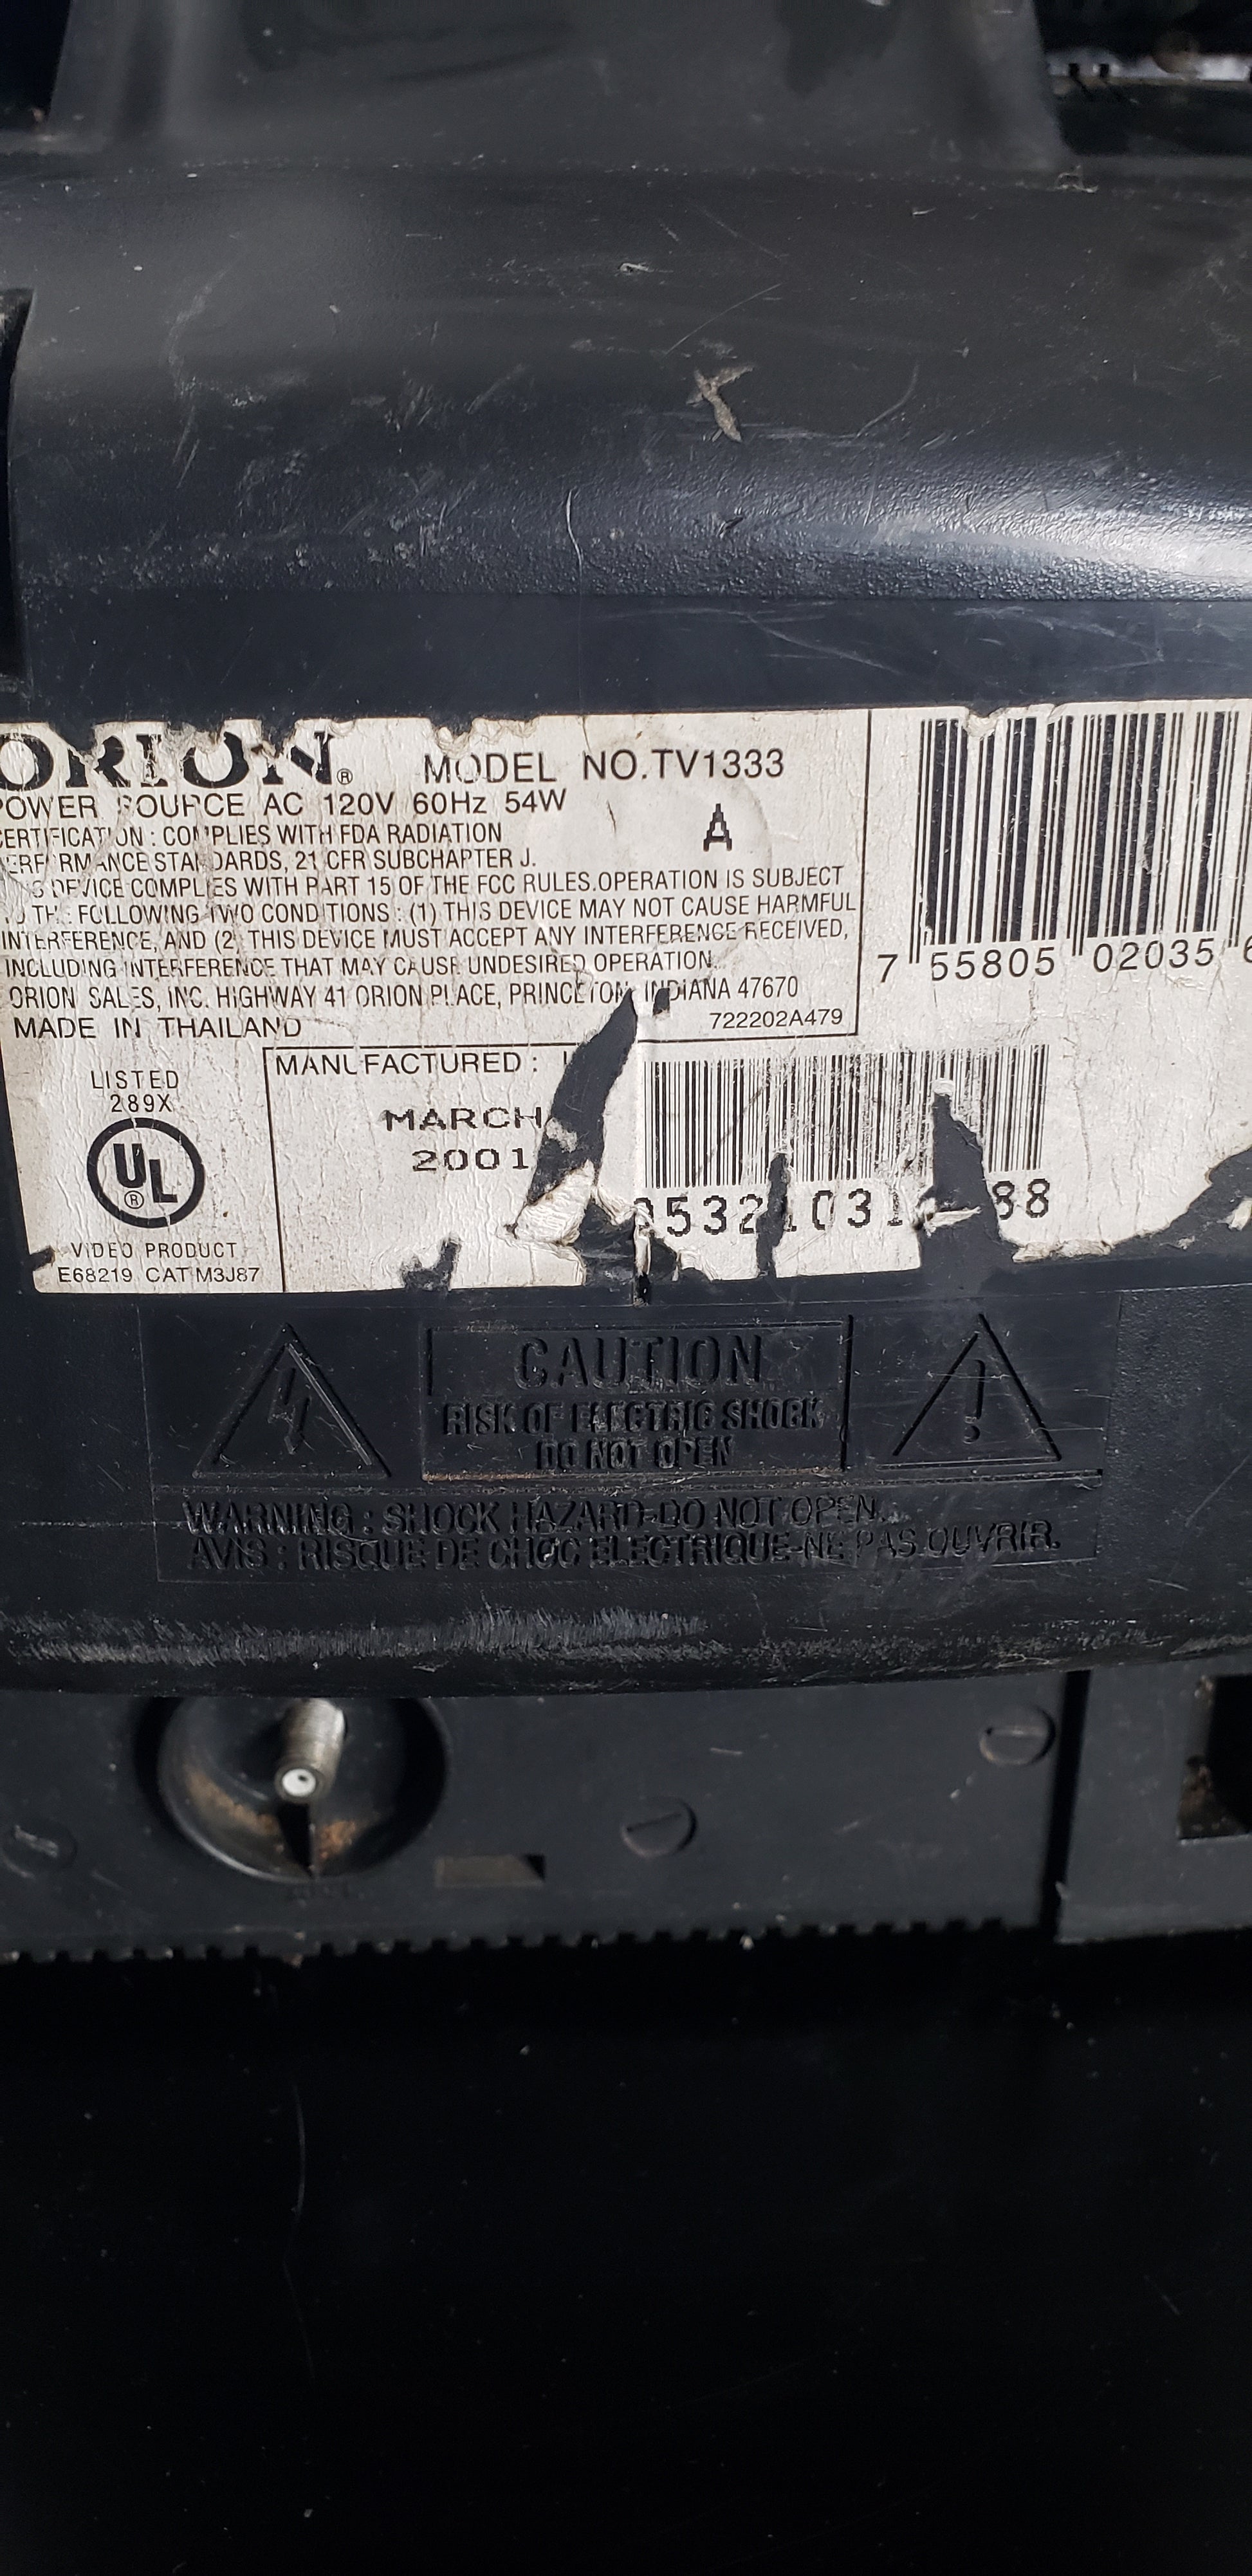 ORION® MODEL NO.TV1333
POWER SOURCE AC 120V 60Hz 54W
A
CERTIFICATION : COMPLIES WITH FDA RADIATION
PERFORMANCE STANDARDS, 21 CFR SUBCHAPTER J.
THIS DEVICE COMPLIES WITH PART 15 OF THE FCC RULES.OPERATION IS SUBJECT
TO THE FOLLOWING TWO CONDITIONS : (1) THIS DEVICE MAY NOT CAUSE HARMFUL
INTERFERENCE, AND (2) THIS DEVICE MUST ACCEPT ANY INTERFERENCE RECEIVED,
INCLUDING INTERFERENCE THAT MAY CAUSE UNDESIRED OPERATION.
ORION SALES, INC. HIGHWAY 41 ORION PLACE, PRINCETON, INDIANA 47670
MADE IN THAILAND
722202A479
7 55805 02035 6
LISTED
289X
UL®
VIDEO PRODUCT
E68219 CAT M3J87
MANUFACTURED :
MARCH
2001
CAUTION
RISK OF ELECTRIC SHOCK
DO NOT OPEN
WARNING : SHOCK HAZARD-DO NOT OPEN.
AVIS : RISQUE DE CHOC ELECTRIQUE-NE PAS OUVRIR.